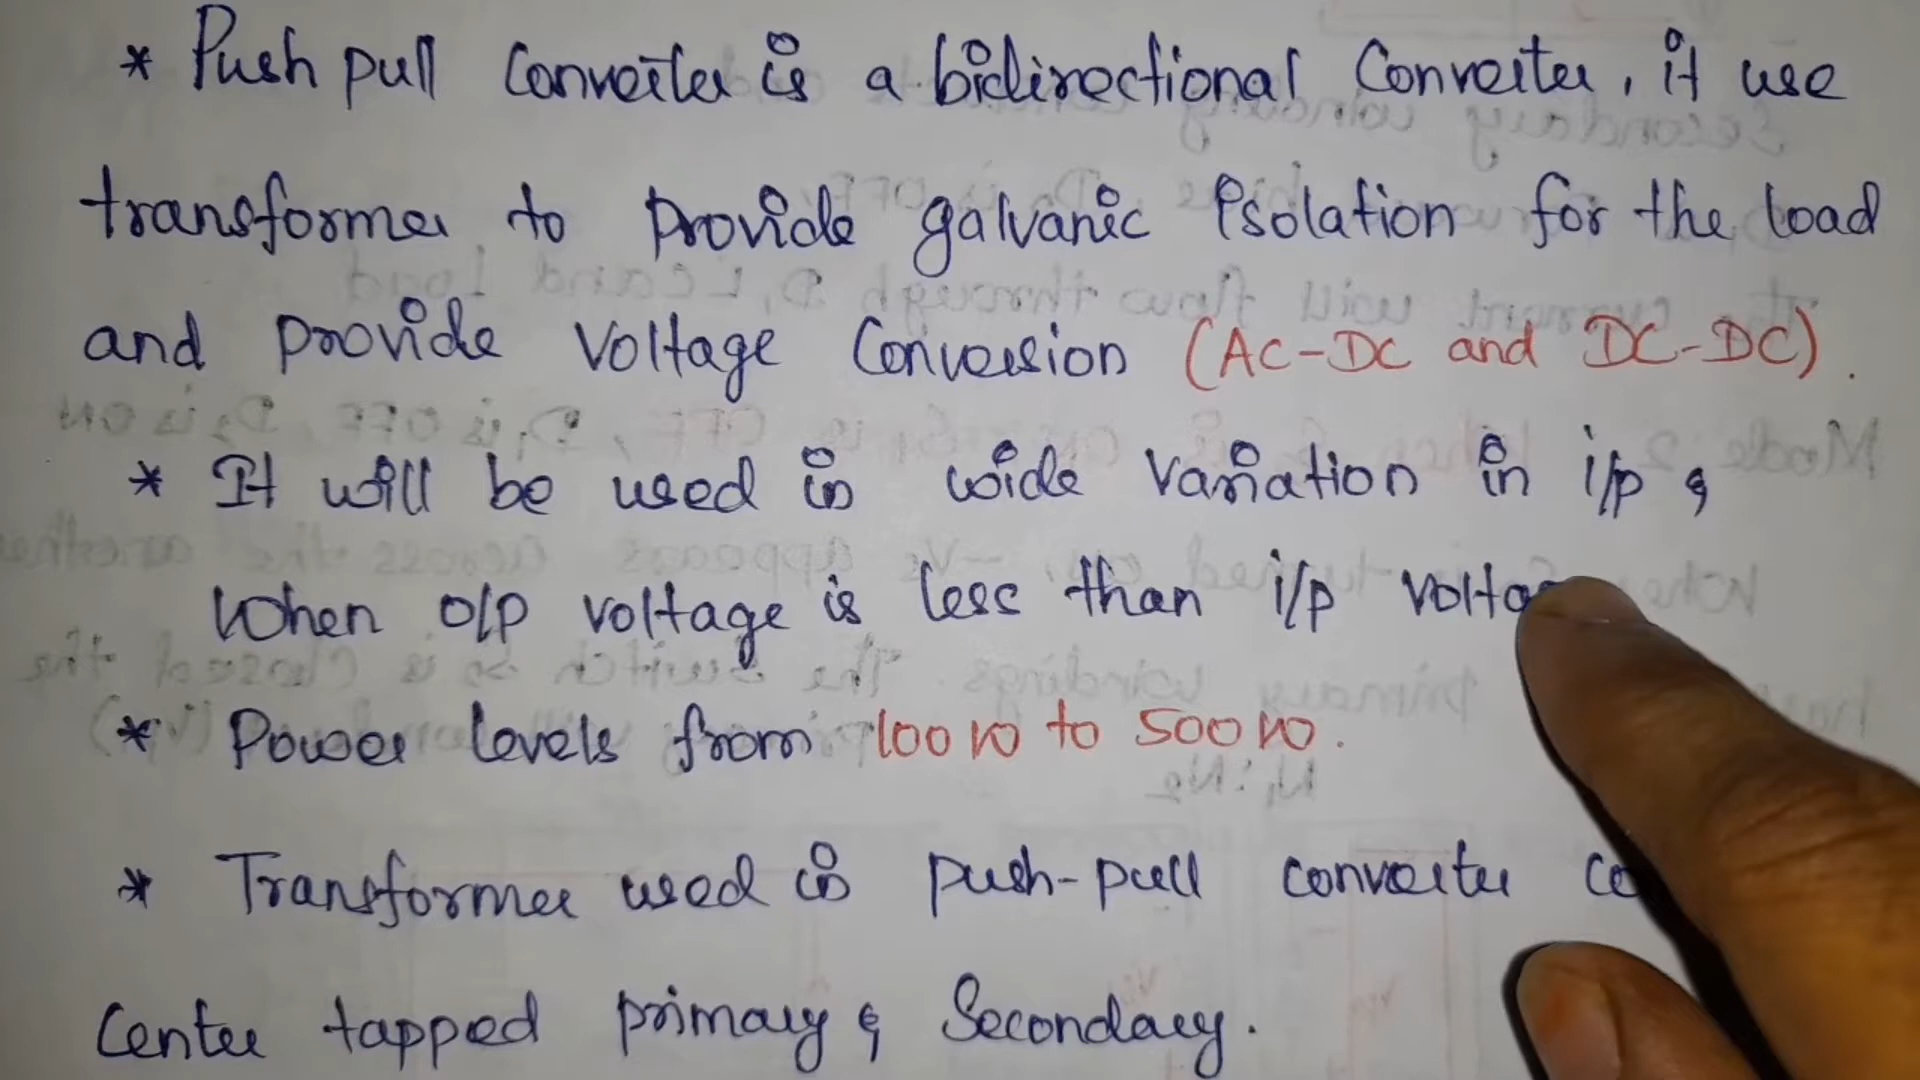 * Push pull Converter is a bidirectional Converter, it use
transformer to provide galvanic isolation for the load
and provide voltage Conversion (AC-DC and DC-DC).
* It will be used in wide variation in i/p &
when o/p voltage is less than i/p
* Power levels from 100 W to 500 W.
* Transformer used in push-pull converter
Center tapped primary & Secondary.